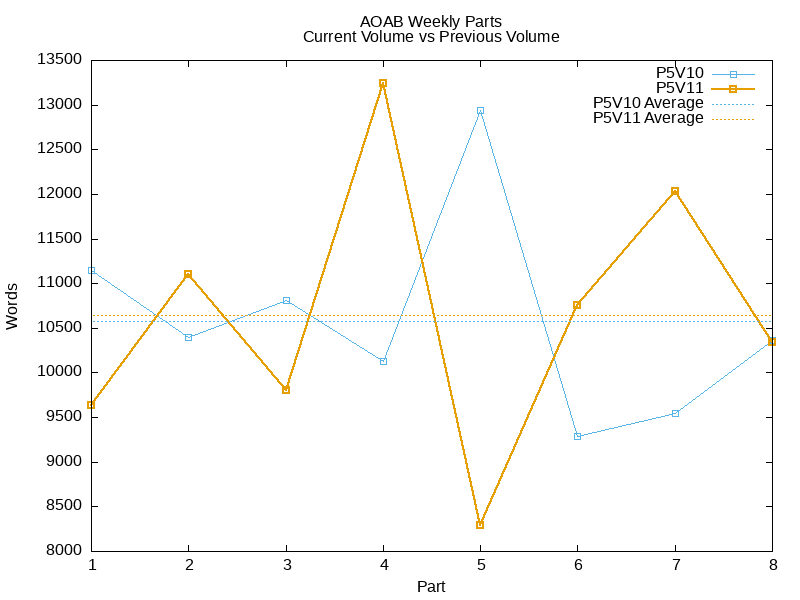 AOAB Weekly Parts
Current Volume vs Previous Volume
13500
13000
12500
12000
11500
11000
10500
10000
9500
9000
8500
8000
Words
P5V10
P5V11
P5V10 Average
P5V11 Average
1 2 3 4 5 6 7 8
Part